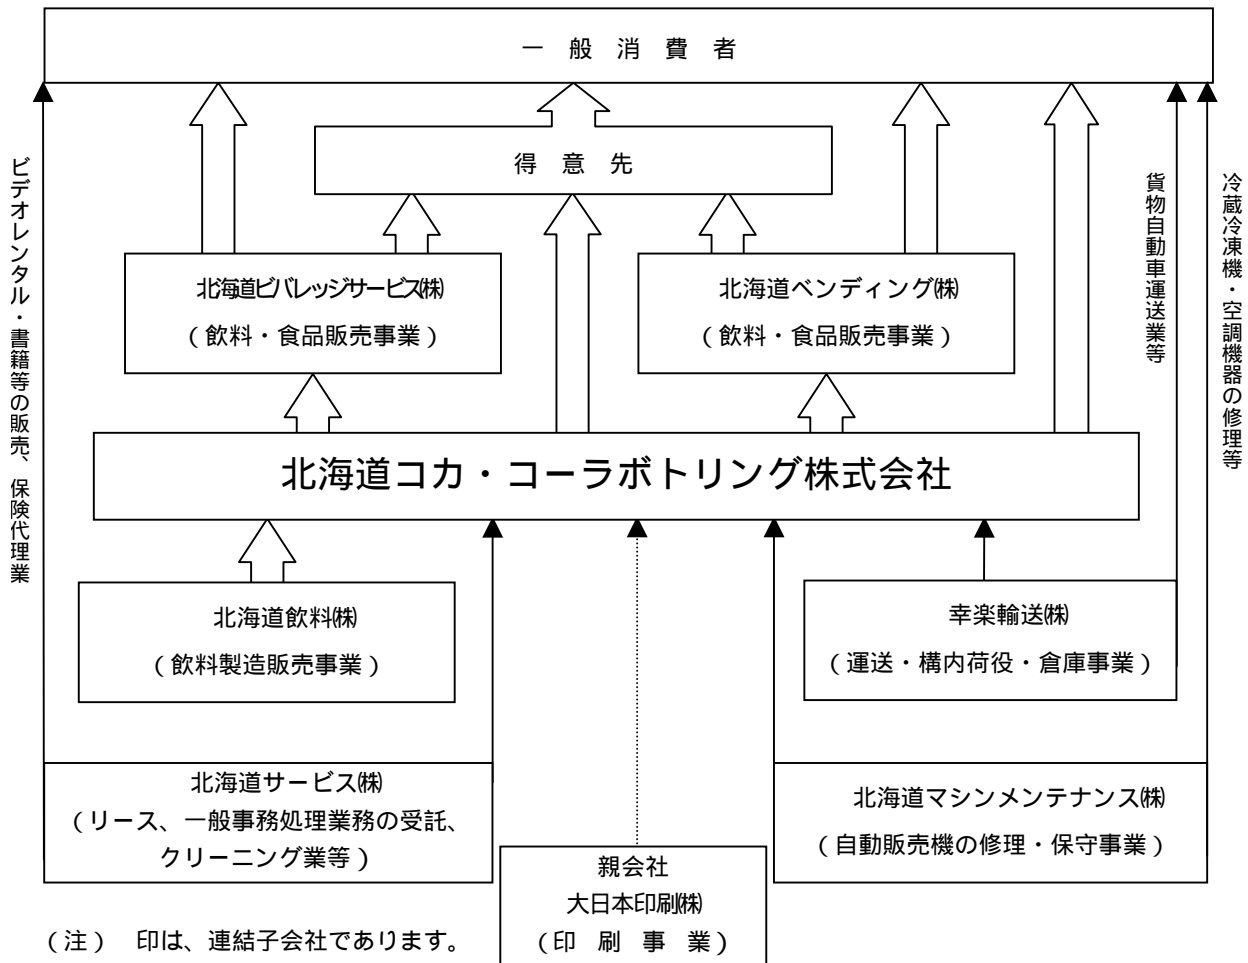 一 般 消 費 者
得 意 先
ビデオレンタル・書籍等の販売、保険代理業
貨物自動車運送業等
冷蔵冷凍機・空調機器の修理等
北海道ビバレッジサービス㈱
（飲料・食品販売事業）
北海道ベンディング㈱
（飲料・食品販売事業）
北海道コカ・コーラボトリング株式会社
北海道飲料㈱
（飲料製造販売事業）
幸楽輸送㈱
（運送・構内荷役・倉庫事業）
北海道サービス㈱
（リース、一般事務処理業務の受託、
クリーニング業等）
北海道マシンメンテナンス㈱
（自動販売機の修理・保守事業）
親会社
大日本印刷㈱
（印 刷 事 業）
（注）　印は、連結子会社であります。